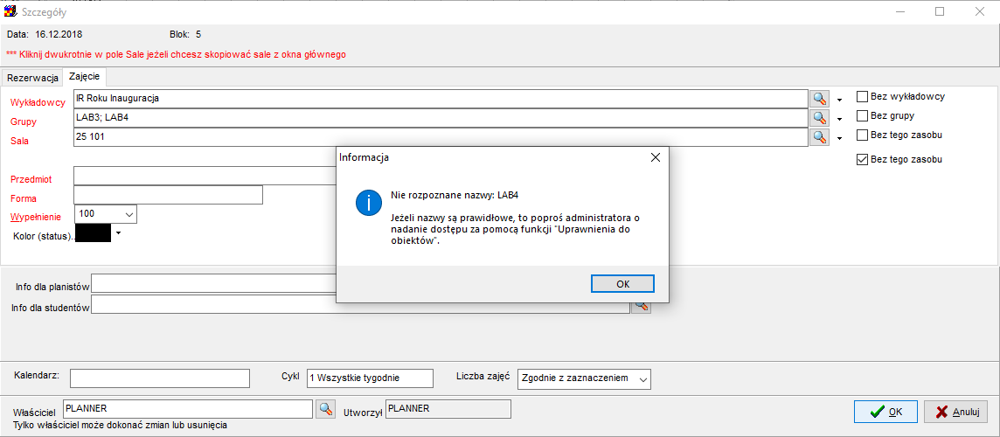 Szczegóły
Data: 16.12.2018 Blok: 5
*** Kliknij dwukrotnie w pole Sale jeżeli chcesz skopiować sale z okna głównego
Rezerwacja Zajęcie
Wykładowcy IR Roku Inauguracja Bez wykładowcy
Grupy LAB3; LAB4 Bez grupy
Sala 25 101 Bez tego zasobu
Bez tego zasobu
Przedmiot
Forma
Wypełnienie 100
Kolor (status)..
Informacja
Nie rozpoznane nazwy: LAB4
Jeżeli nazwy są prawidłowe, to poproś administratora o
nadanie dostępu za pomocą funkcji "Uprawnienia do
obiektów".
OK
Info dla planistów
Info dla studentów
Kalendarz: Cykl 1 Wszystkie tygodnie Liczba zajęć Zgodnie z zaznaczeniem
Właściciel PLANNER Utworzył PLANNER OK Anuluj
Tylko właściciel może dokonać zmian lub usunięcia